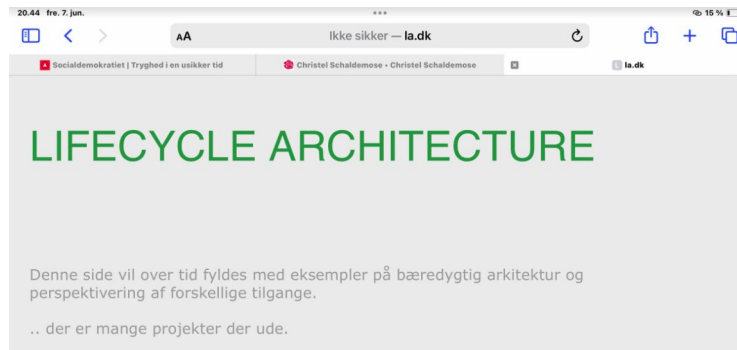 20.44 fre. 7. jun.
15 %
AA
Ikke sikker — la.dk
Socialdemokratiet | Tryghed i en usikker tid
Christel Schaldemose • Christel Schaldemose
L la.dk
LIFECYCLE ARCHITECTURE
Denne side vil over tid fyldes med eksempler på bæredygtig arkitektur og
perspektivering af forskellige tilgange.
.. der er mange projekter der ude.